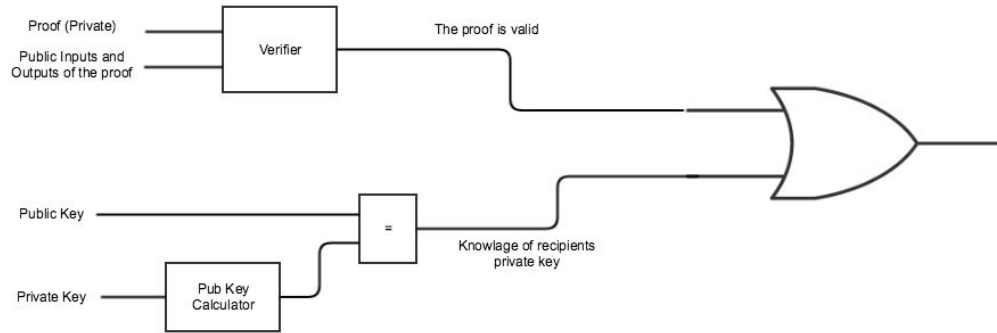 Proof (Private)
Public Inputs and
Outputs of the proof
Verifier
The proof is valid
Public Key
=
Knowlage of recipients
private key
Private Key
Pub Key
Calculator